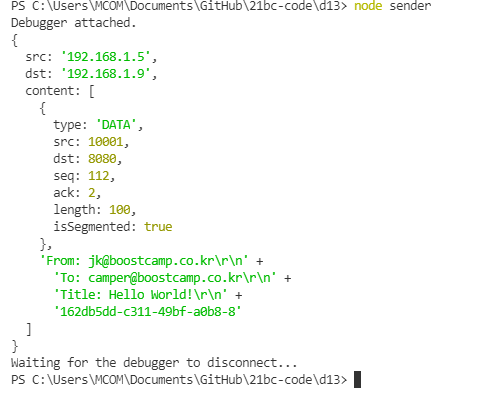 PS C:\Users\MCOM\Documents\GitHub\21bc-code\d13> node sender
Debugger attached.
{
  src: '192.168.1.5',
  dst: '192.168.1.9',
  content: [
    {
      type: 'DATA',
      src: 10001,
      dst: 8080,
      seq: 112,
      ack: 2,
      length: 100,
      isSegmented: true
    },
    'From: jk@boostcamp.co.kr\r\n' +
      'To: camper@boostcamp.co.kr\r\n' +
      'Title: Hello World!\r\n' +
      '162db5dd-c311-49bf-a0b8-8'
  ]
}
Waiting for the debugger to disconnect...
PS C:\Users\MCOM\Documents\GitHub\21bc-code\d13>